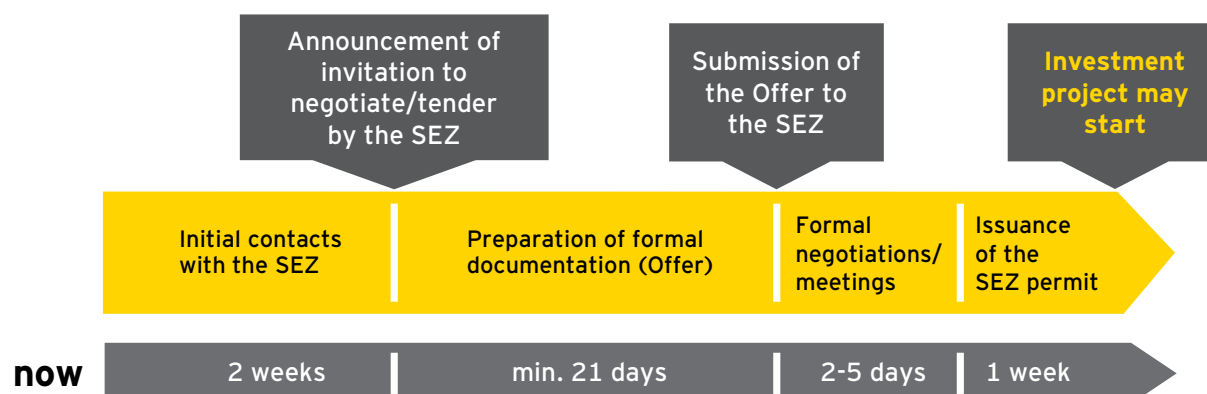 Announcement of
invitation to
negotiate/tender
by the SEZ
Submission of
the Offer to
the SEZ
Investment
project may
start
Initial contacts
with the SEZ
Preparation of formal
documentation (Offer)
Formal
negotiations/
meetings
Issuance
of the
SEZ permit
now
2 weeks
min. 21 days
2-5 days
1 week